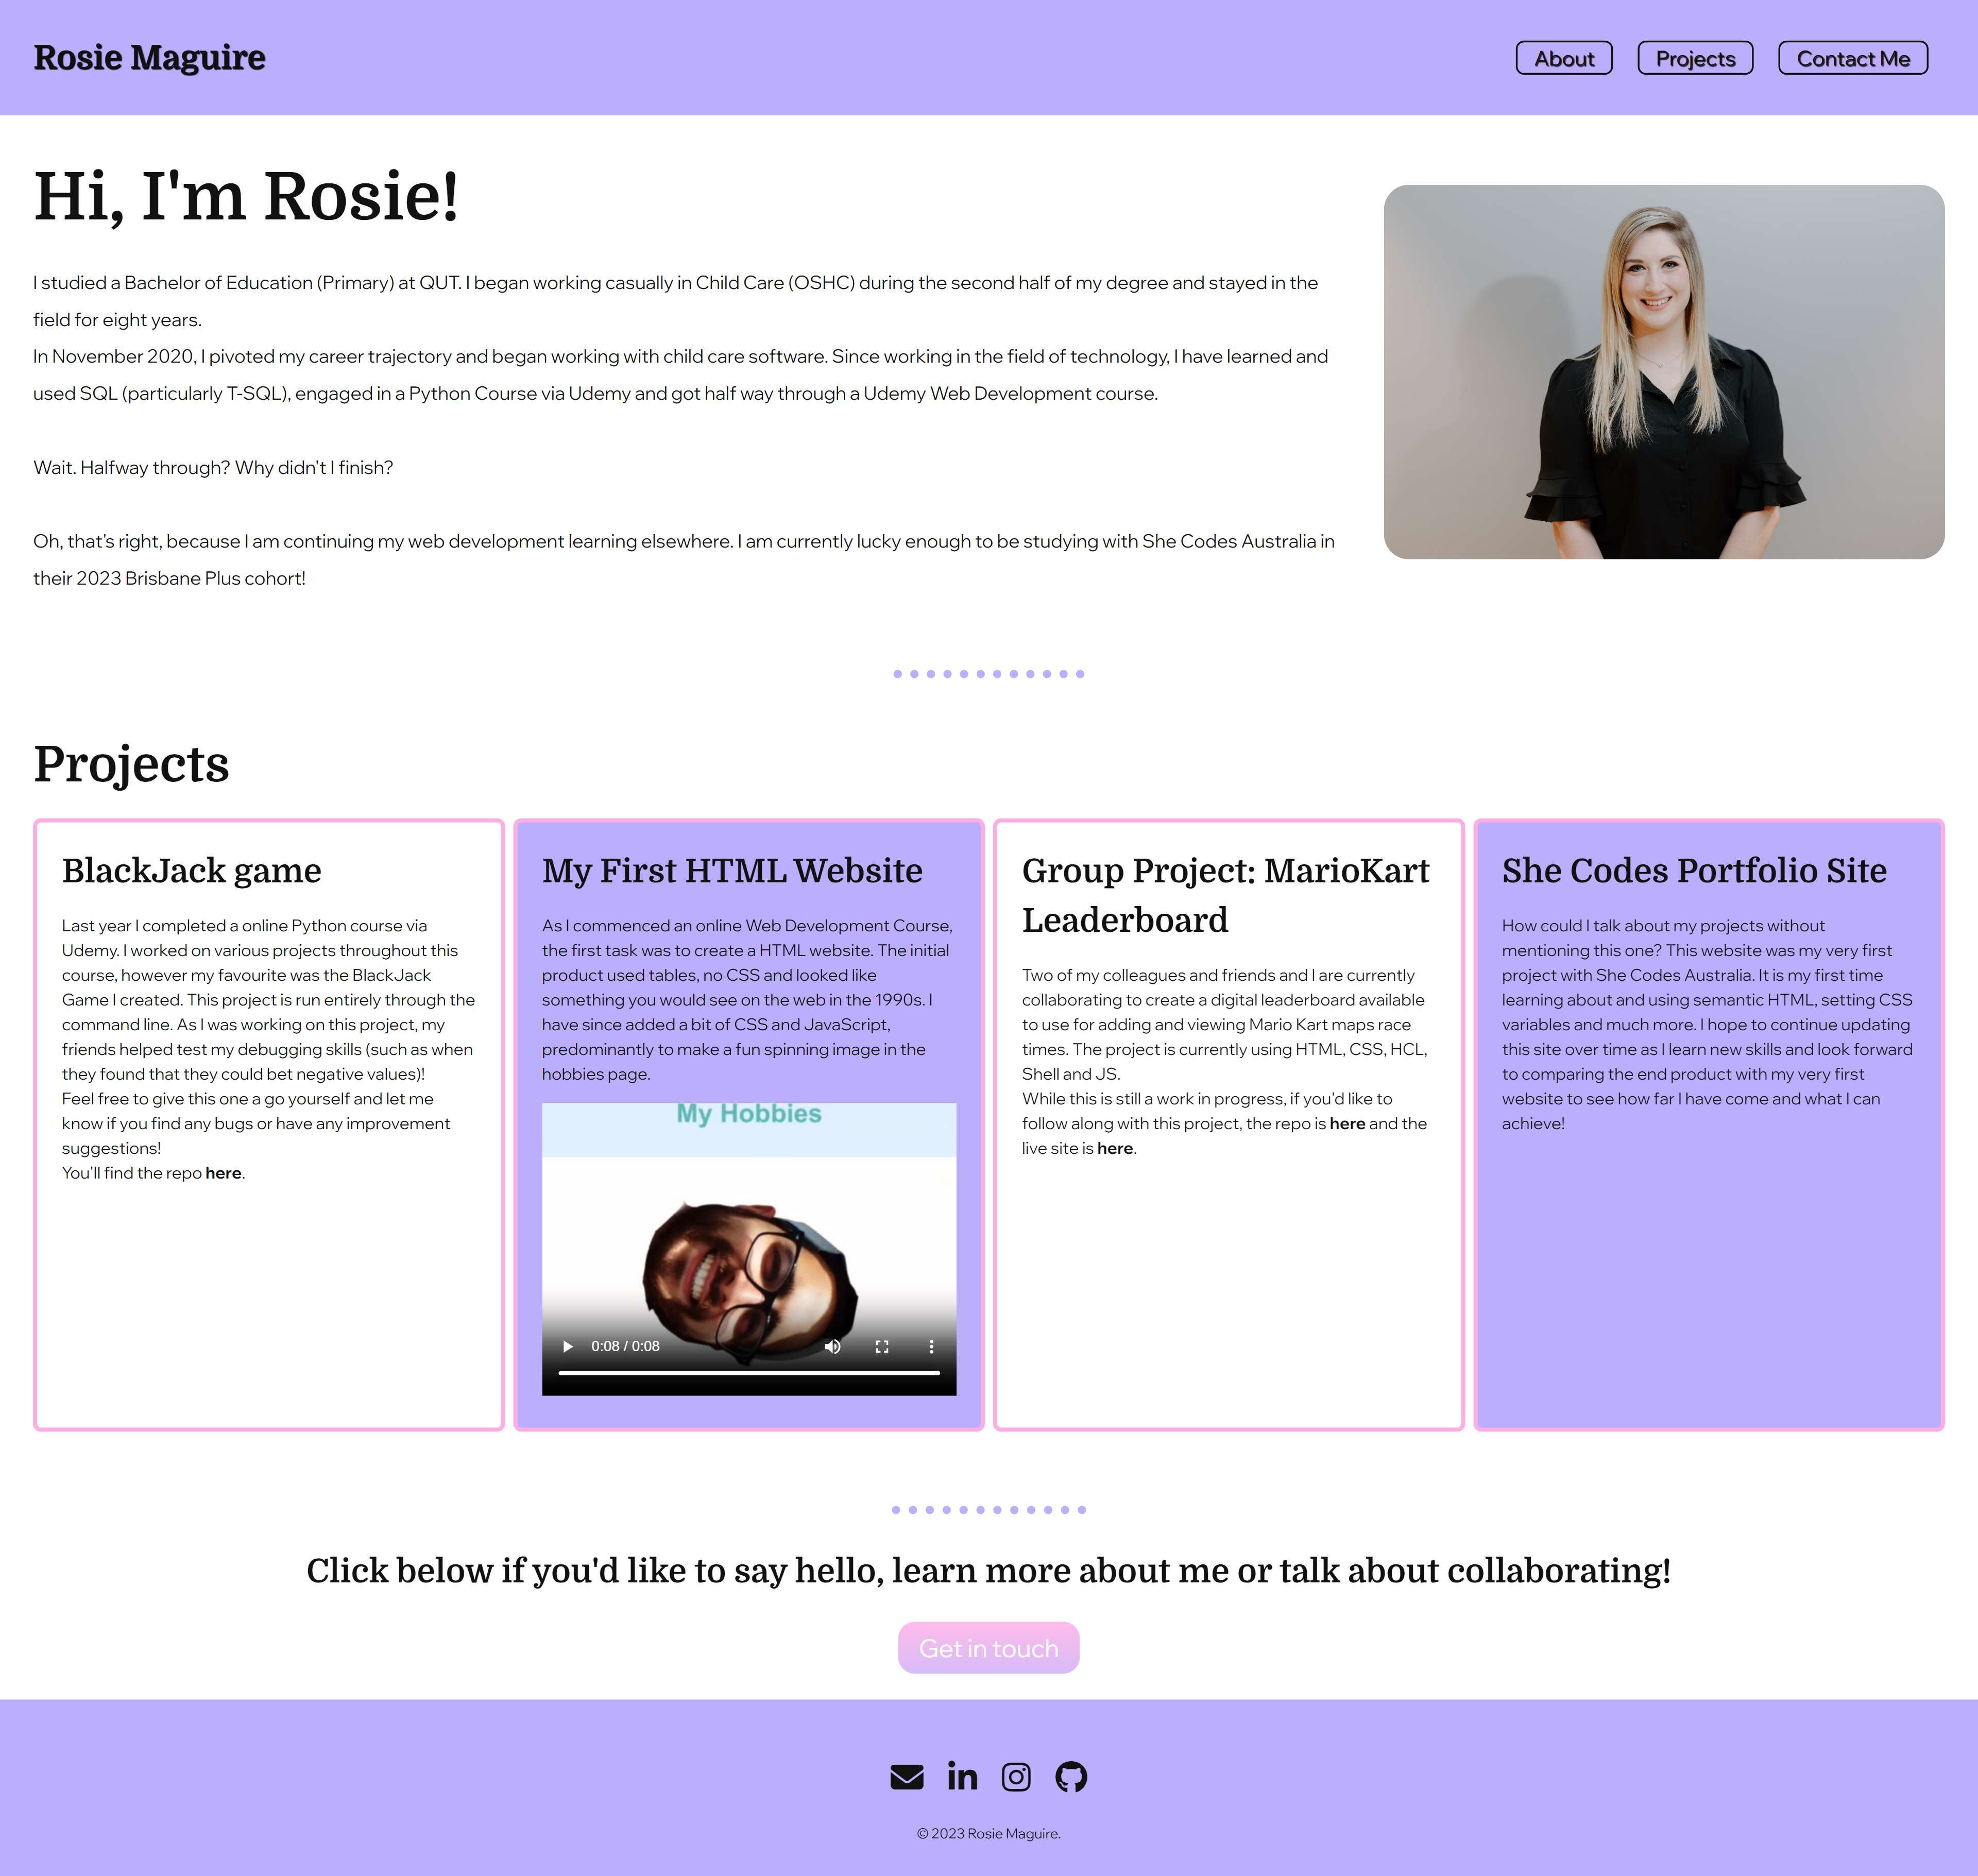 Rosie Maguire
About
Projects
Contact Me
Hi, I'm Rosie!
I studied a Bachelor of Education (Primary) at QUT. I began working casually in Child Care (OSHC) during the second half of my degree and stayed in the
field for eight years.
In November 2020, I pivoted my career trajectory and began working with child care software. Since working in the field of technology, I have learned and
used SQL (particularly T-SQL), engaged in a Python Course via Udemy and got half way through a Udemy Web Development course.
Wait. Halfway through? Why didn't I finish?
Oh, that's right, because I am continuing my web development learning elsewhere. I am currently lucky enough to be studying with She Codes Australia in
their 2023 Brisbane Plus cohort!
Projects
BlackJack game
Last year I completed a online Python course via
Udemy. I worked on various projects throughout this
course, however my favourite was the BlackJack
Game I created. This project is run entirely through the
command line. As I was working on this project, my
friends helped test my debugging skills (such as when
they found that they could bet negative values)!
Feel free to give this one a go yourself and let me
know if you find any bugs or have any improvement
suggestions!
You'll find the repo here.
My First HTML Website
As I commenced an online Web Development Course,
the first task was to create a HTML website. The initial
product used tables, no CSS and looked like
something you would see on the web in the 1990s. I
have since added a bit of CSS and JavaScript,
predominantly to make a fun spinning image in the
hobbies page.
My Hobbies
0:08 / 0:08
Group Project: MarioKart
Leaderboard
Two of my colleagues and friends and I are currently
collaborating to create a digital leaderboard available
to use for adding and viewing Mario Kart maps race
times. The project is currently using HTML, CSS, HCL,
Shell and JS.
While this is still a work in progress, if you'd like to
follow along with this project, the repo is here and the
live site is here.
She Codes Portfolio Site
How could I talk about my projects without
mentioning this one? This website was my very first
project with She Codes Australia. It is my first time
learning about and using semantic HTML, setting CSS
variables and much more. I hope to continue updating
this site over time as I learn new skills and look forward
to comparing the end product with my very first
website to see how far I have come and what I can
achieve!
Click below if you'd like to say hello, learn more about me or talk about collaborating!
Get in touch
in
© 2023 Rosie Maguire.